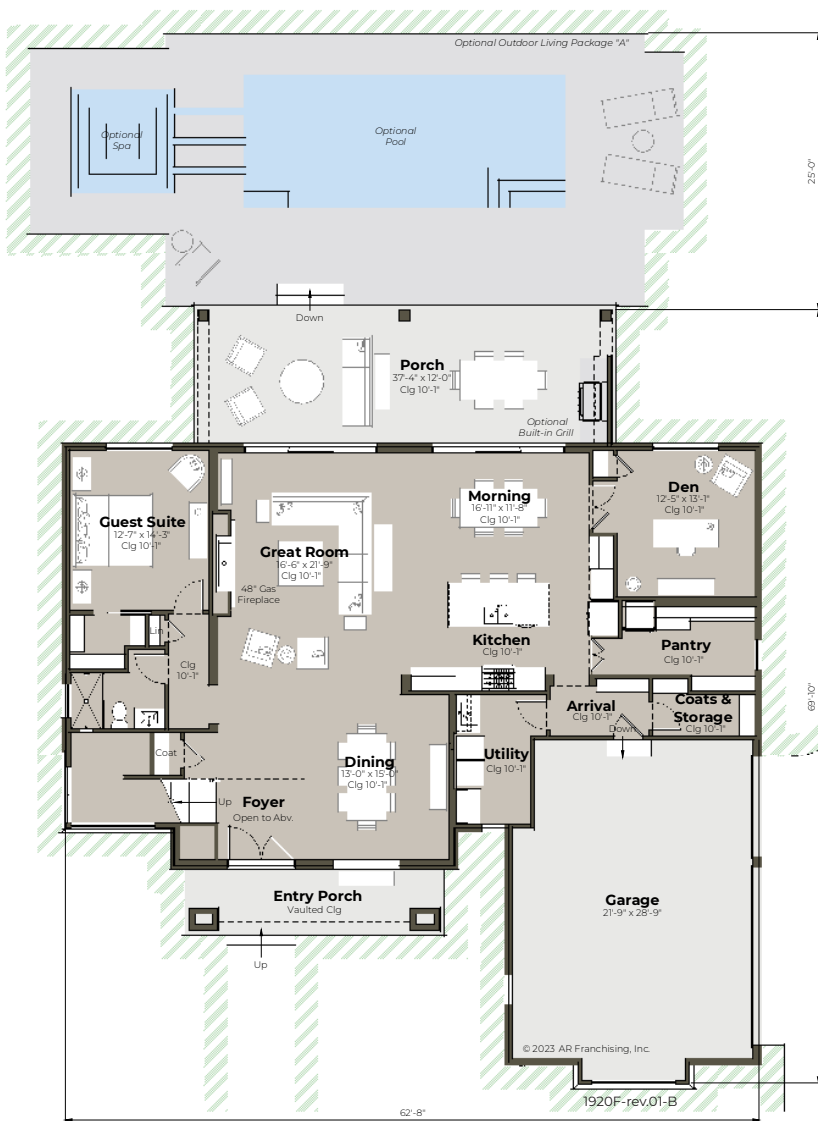 Optional Outdoor Living Package "A"
Optional
Spa
Optional
Pool
25'-0"
Down
Porch
37'-4" x 12'-0"
Clg 10'-1"
Optional
Built-in Grill
Guest Suite
12'-7" x 14'-3"
Clg 10'-1"
Great Room
16'-6" x 21'-9"
Clg 10'-1"
48" Gas
Fireplace
Morning
16'-11" x 11'-8"
Clg 10'-1"
Den
12'-5" x 13'-1"
Clg 10'-1"
Lin
Clg
10'-1"
Kitchen
Clg 10'-1"
Pantry
Clg 10'-1"
69'-10"
Arrival
Clg 10'-1"
Down
Coats &
Storage
Clg 10'-1"
Coat
Dining
13'-0" x 15'-0"
Clg 10'-1"
Utility
Clg 10'-1"
Up
Foyer
Open to Abv.
Entry Porch
Vaulted Clg
Up
Garage
21'-9" x 28'-9"
© 2023 AR Franchising, Inc.
1920F-rev.01-B
62'-8"